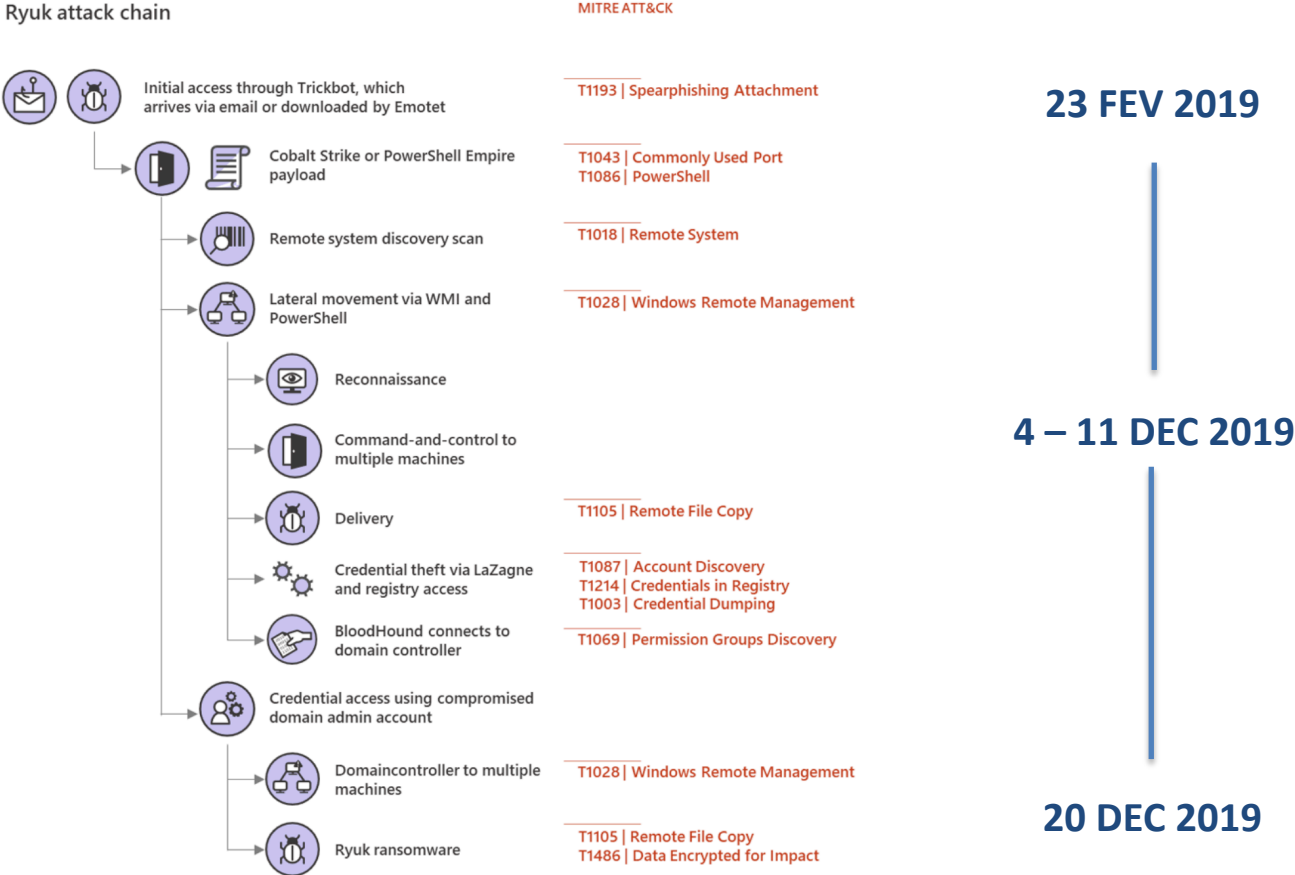 Ryuk attack chain
MITRE ATT&CK
Initial access through Trickbot, which
arrives via email or downloaded by Emotet
T1193 | Spearphishing Attachment
23 FEV 2019
Cobalt Strike or PowerShell Empire
payload
T1043 | Commonly Used Port
T1086 | PowerShell
Remote system discovery scan
T1018 | Remote System
Lateral movement via WMI and
PowerShell
T1028 | Windows Remote Management
Reconnaissance
Command-and-control to
multiple machines
4 – 11 DEC 2019
Delivery
T1105 | Remote File Copy
Credential theft via LaZagne
and registry access
T1087 | Account Discovery
T1214 | Credentials in Registry
T1003 | Credential Dumping
BloodHound connects to
domain controller
T1069 | Permission Groups Discovery
Credential access using compromised
domain admin account
Domaincontroller to multiple
machines
T1028 | Windows Remote Management
20 DEC 2019
Ryuk ransomware
T1105 | Remote File Copy
T1486 | Data Encrypted for Impact